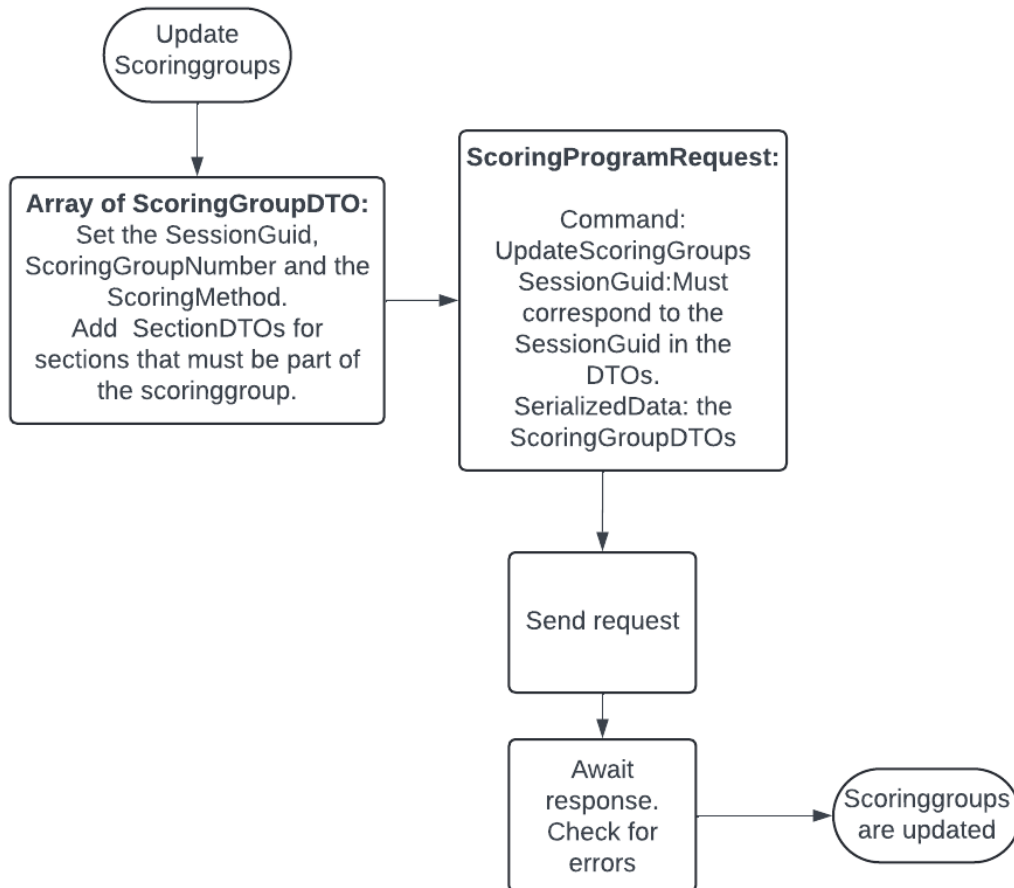 Update
Scoringgroups
Array of ScoringGroupDTO:
Set the SessionGuid,
ScoringGroupNumber and the
ScoringMethod.
Add  SectionDTOs for
sections that must be part of
the scoringgroup.
ScoringProgramRequest:
Command:
UpdateScoringGroups
SessionGuid:Must
correspond to the
SessionGuid in the
DTOs.
SerializedData: the
ScoringGroupDTOs
Send request
Await
response.
Check for
errors
Scoringgroups
are updated